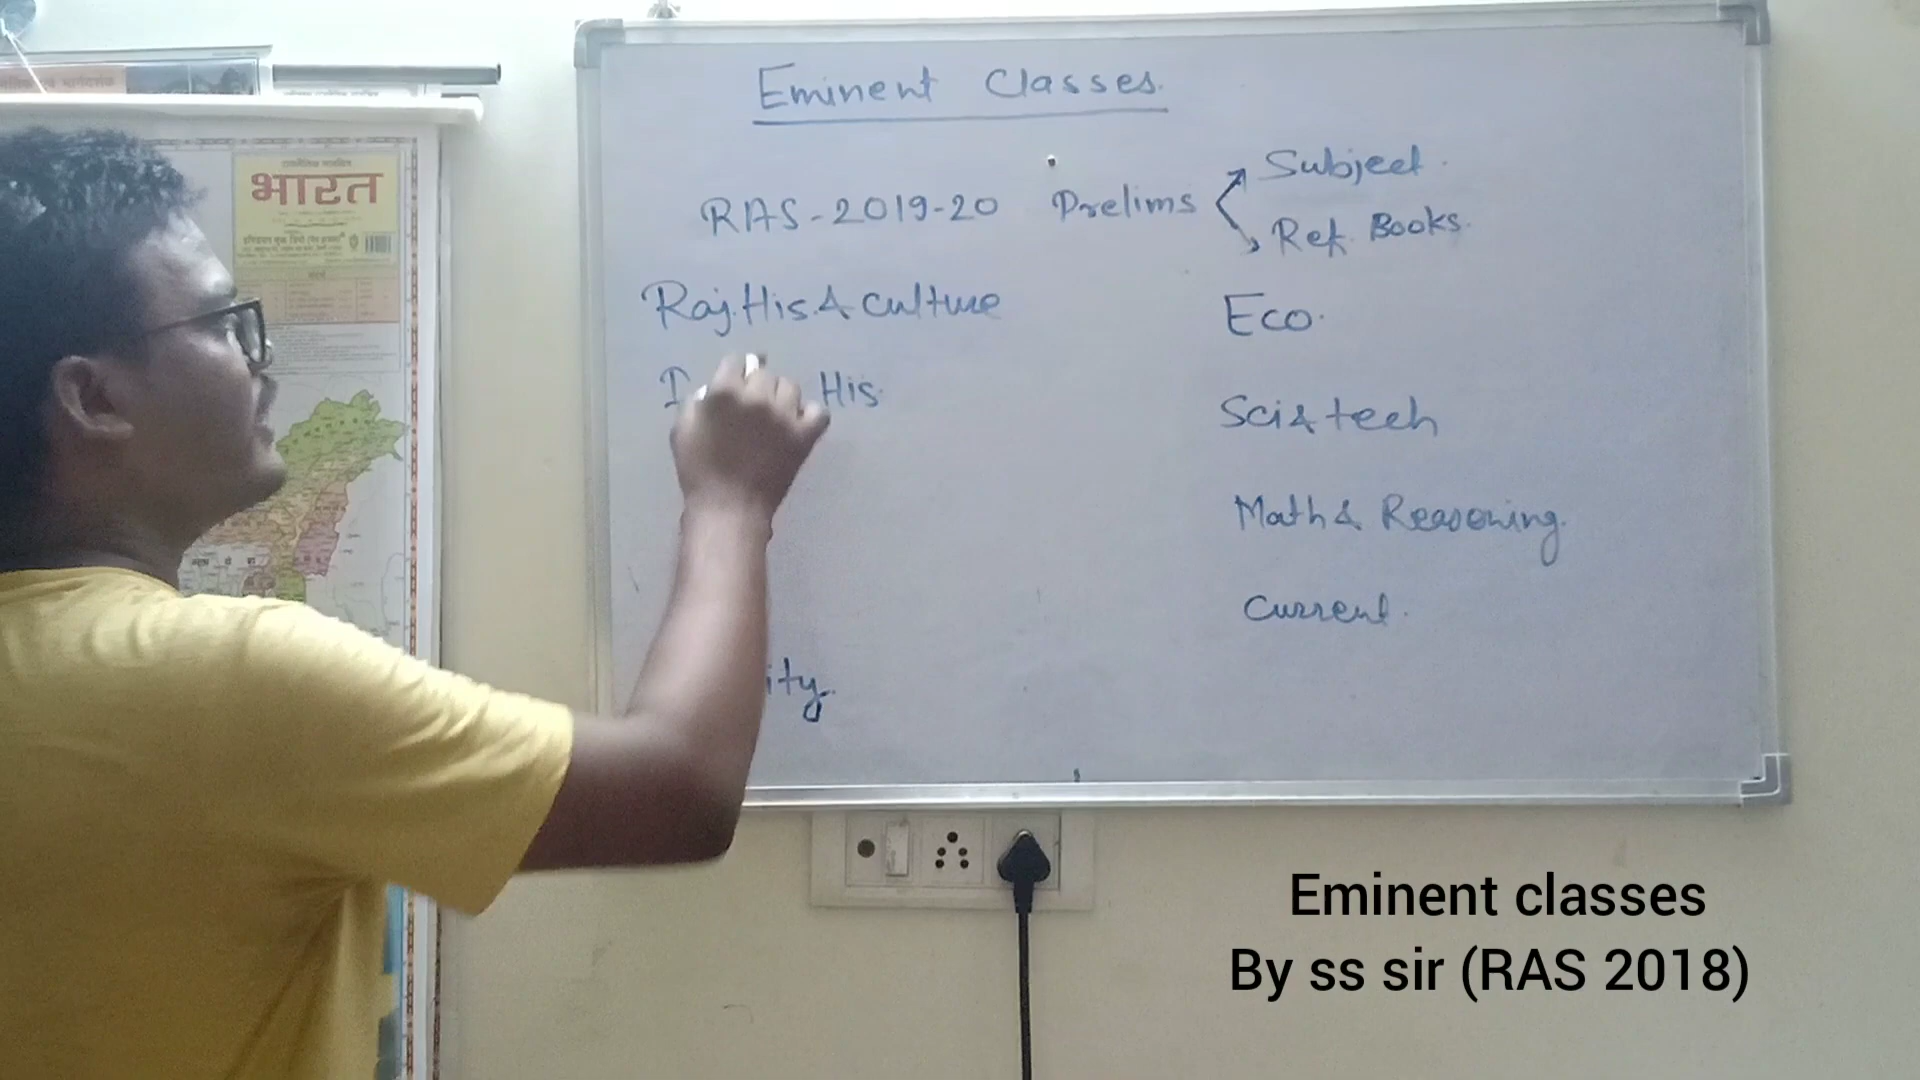 Eminent Classes.
RAS-2019-20 Prelims
Subject.
Ref. Books.
Raj. His. & Culture
His.
ity.
Eco.
Sci & tech
Math & Reasoning.
Current.
भारत
Eminent classes
By ss sir (RAS 2018)